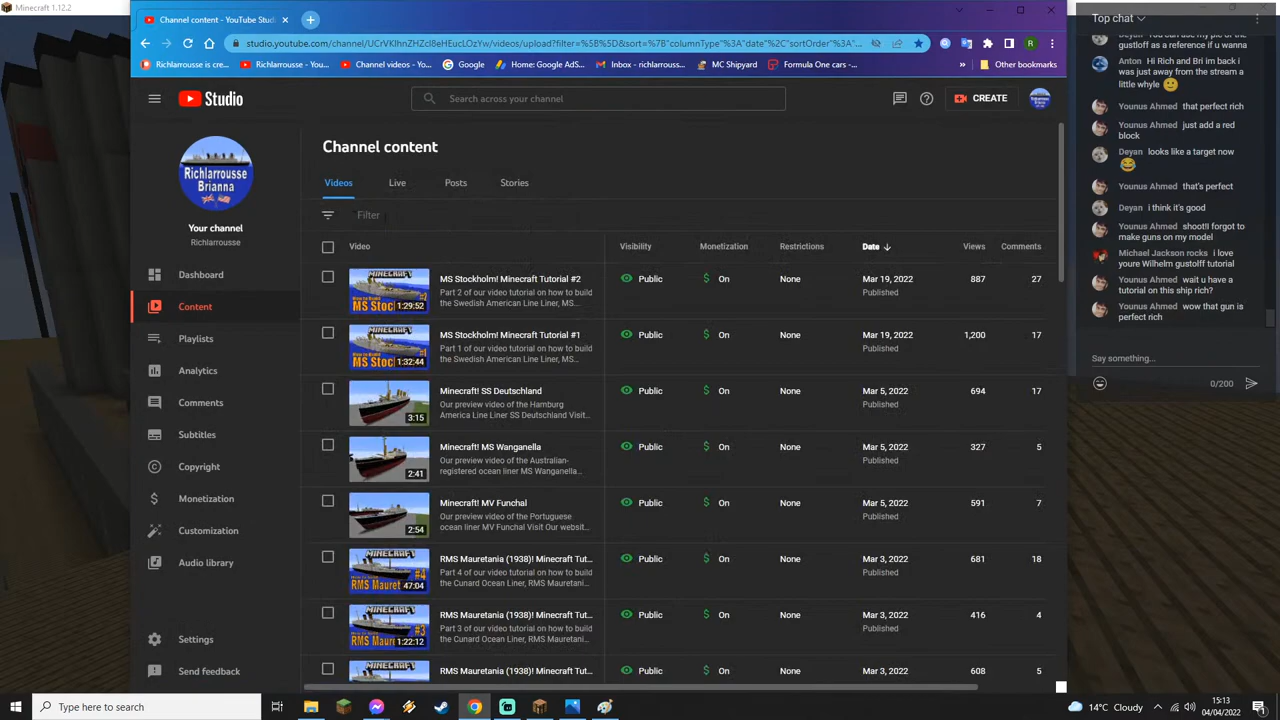 Minecraft 1.12.2
Channel content - YouTube Studi
studio.youtube.com/channel/UCrVKlhnZHZcl8eHEucLOzYw/videos/upload?filter=%5B%5D&sort=%7B"columnType"%3A"date"%2C"sortOrder"%3A...
Richlarrousse is cre... Richlarrousse - You... Channel videos - Yo... Google Home: Google AdS... Inbox - richlarrouss... MC Shipyard Formula One cars -... » Other bookmarks
Studio
Search across your channel
CREATE
R
Richlarrousse
Brianna
Your channel
Richlarrousse
Dashboard
Content
Playlists
Analytics
Comments
Subtitles
Copyright
Monetization
Customization
Audio library
Settings
Send feedback
Channel content
Videos Live Posts Stories
Filter
Video Visibility Monetization Restrictions Date Views Comments
MS Stockholm! Minecraft Tutorial #2 Public On None Mar 19, 2022 887 27
Part 2 of our video tutorial on how to build Published
the Swedish American Line Liner, MS...
1:29:52
MS Stockholm! Minecraft Tutorial #1 Public On None Mar 19, 2022 1,200 17
Part 1 of our video tutorial on how to build Published
the Swedish American Line Liner, MS...
1:32:44
Minecraft! SS Deutschland Public On None Mar 5, 2022 694 17
Our preview video of the Hamburg Published
America Line Liner SS Deutschland Visit...
3:15
Minecraft! MS Wanganella Public On None Mar 5, 2022 327 5
Our preview video of the Australian- Published
registered ocean liner MS Wanganella...
2:41
Minecraft! MV Funchal Public On None Mar 5, 2022 591 7
Our preview video of the Portuguese Published
ocean liner MV Funchal Visit Our websit...
2:54
RMS Mauretania (1938)! Minecraft Tut... Public On None Mar 3, 2022 681 18
Part 4 of our video tutorial on how to build Published
the Cunard Ocean Liner, RMS Mauretani...
47:04
RMS Mauretania (1938)! Minecraft Tut... Public On None Mar 3, 2022 416 4
Part 3 of our video tutorial on how to build Published
the Cunard Ocean Liner, RMS Mauretani...
1:22:12
RMS Mauretania (1938)! Minecraft Tut... Public On None Mar 3, 2022 608 5
Top chat
gustloff as a reference if u wanna
Anton Hi Rich and Bri im back i
was just away from the stream a
little whyle
Younus Ahmed that perfect rich
Younus Ahmed just add a red
block
Deyan looks like a target now
Younus Ahmed that's perfect
Deyan i think it's good
Younus Ahmed shoot!I forgot to
make guns on my model
Michael Jackson rocks i
love youre Wilhelm gustofff tutorial
Younus Ahmed wait u have a
tutorial on this ship rich?
Younus Ahmed wow that gun is
perfect rich
Say something...
0/200
Type here to search
14°C Cloudy
15:13
04/04/2022